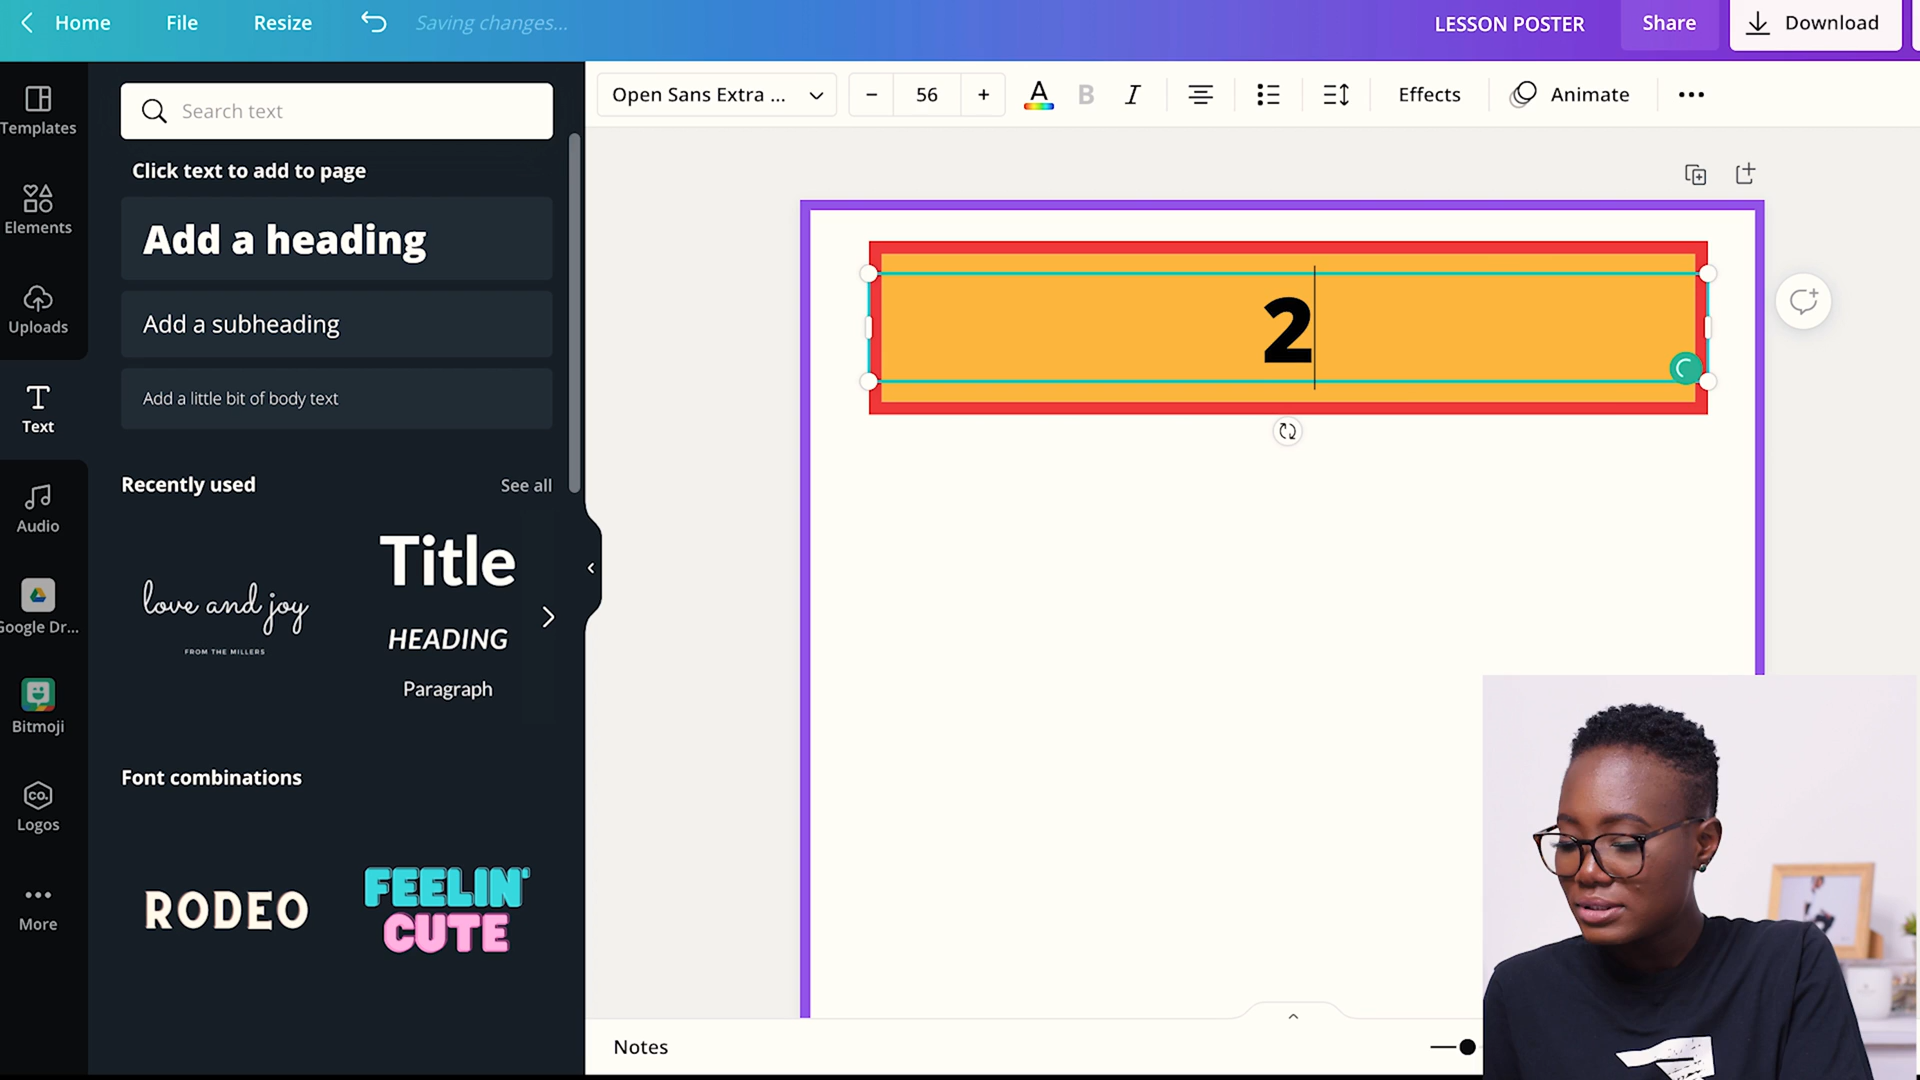 Home File Resize Saving changes... LESSON POSTER Share Download
Templates
Elements
Uploads
Text
Audio
Google Dr...
Bitmoji
CO.
Logos
More
Search text
Click text to add to page
Add a heading
Add a subheading
Add a little bit of body text
Recently used See all
love and joy
FROM THE MILLERS
Title
HEADING
Paragraph
Font combinations
RODEO
FEELIN'
CUTE
Open Sans Extra ... − 56 + A B I Effects Animate
2
Notes